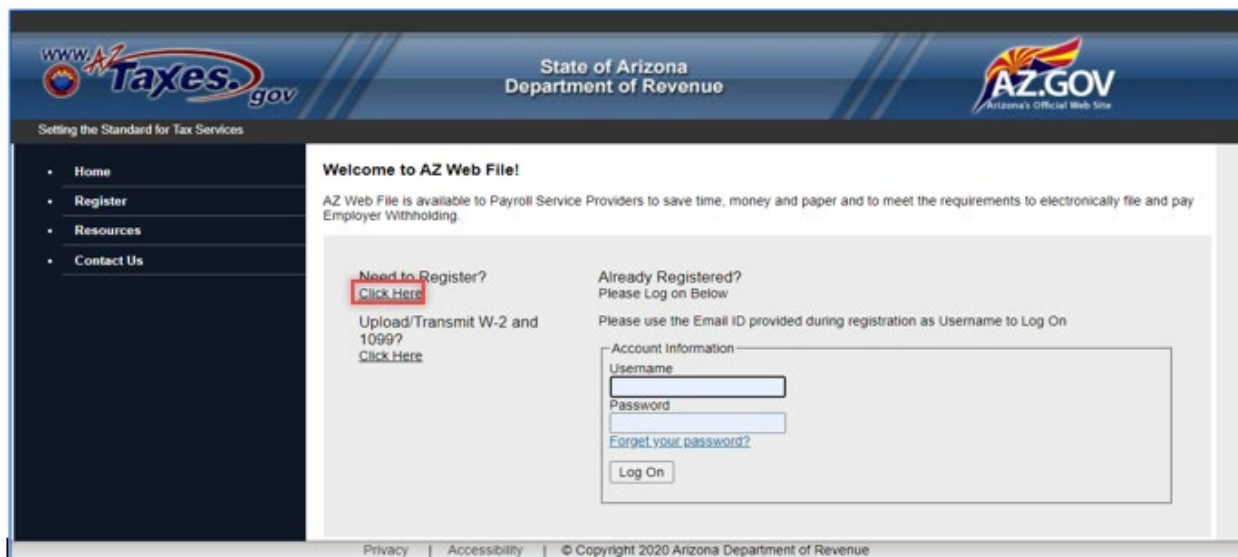 www.AZTaxes.gov
State of Arizona
Department of Revenue
AZ.GOV
Arizona's Official Web Site
Setting the Standard for Tax Services
Home
Register
Resources
Contact Us
Welcome to AZ Web File!
AZ Web File is available to Payroll Service Providers to save time, money and paper and to meet the requirements to electronically file and pay
Employer Withholding.
Need to Register?
Click Here
Upload/Transmit W-2 and
1099?
Click Here
Already Registered?
Please Log on Below
Please use the Email ID provided during registration as Username to Log On
Account Information
Username
Password
Forget your password?
Log On
Privacy | Accessibility | © Copyright 2020 Arizona Department of Revenue